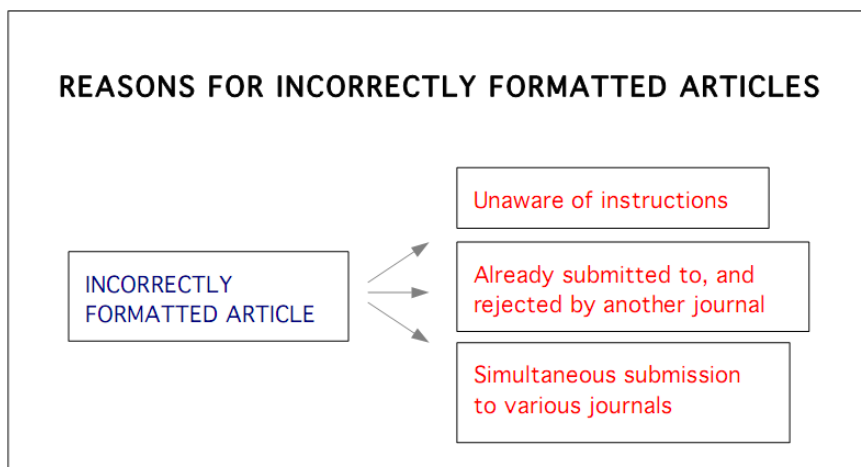 REASONS FOR INCORRECTLY FORMATTED ARTICLES
Unaware of instructions
INCORRECTLY
FORMATTED ARTICLE
Already submitted to, and
rejected by another journal
Simultaneous submission
to various journals